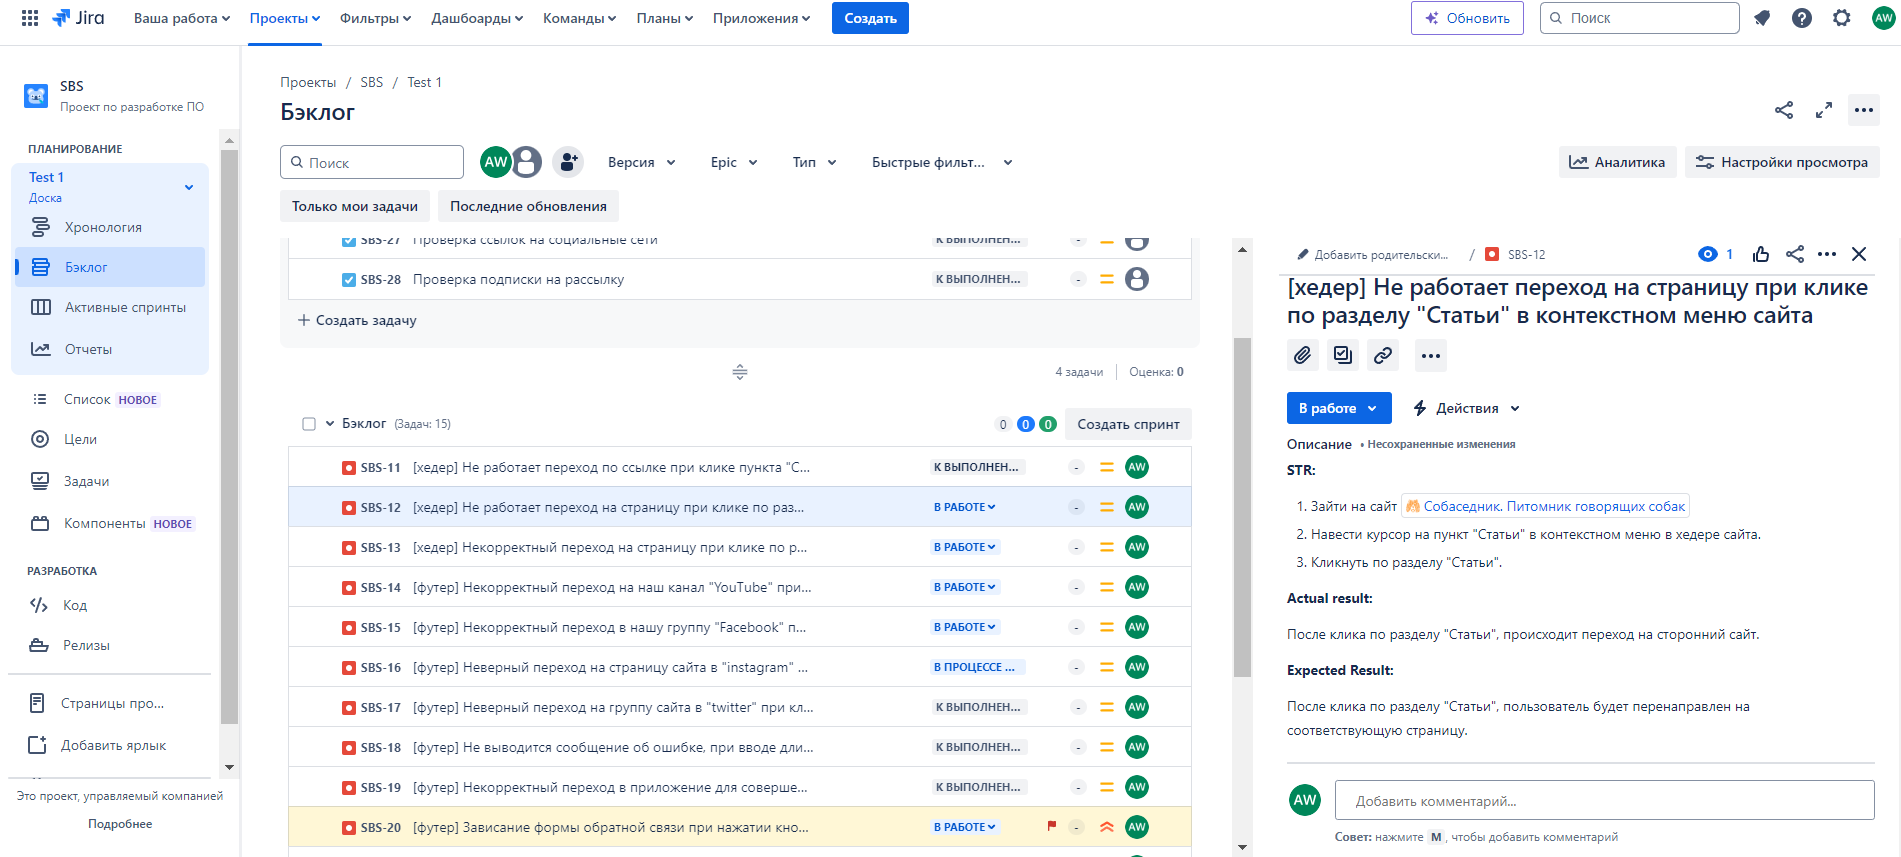 Jira
Ваша работа
Проекты
Фильтры
Дашборды
Команды
Планы
Приложения
Создать
Обновить
Поиск
AW
SBS
Проект по разработке ПО
ПЛАНИРОВАНИЕ
Test 1
Доска
Хронология
Бэклог
Активные спринты
Отчеты
Список НОВОЕ
Цели
Задачи
Компоненты НОВОЕ
РАЗРАБОТКА
Код
Релизы
Страницы про...
Добавить ярлык
Это проект, управляемый компанией
Подробнее
Проекты / SBS / Test 1
Бэклог
Поиск
AW
Версия
Epic
Тип
Быстрые фильт...
Аналитика
Настройки просмотра
Только мои задачи
Последние обновления
SBS-27 Проверка ссылок на социальные сети К ВЫПОЛНЕН... -
SBS-28 Проверка подписки на рассылку К ВЫПОЛНЕН... -
+ Создать задачу
4 задачи Оценка: 0
Бэклог (Задач: 15) 0 0 0 Создать спринт
SBS-11 [хедер] Не работает переход по ссылке при клике пункта "С... К ВЫПОЛНЕН... - AW
SBS-12 [хедер] Не работает переход на страницу при клике по раз... В РАБОТЕ - AW
SBS-13 [хедер] Некорректный переход на страницу при клике по р... В РАБОТЕ - AW
SBS-14 [футер] Некорректный переход на наш канал "YouTube" при... В РАБОТЕ - AW
SBS-15 [футер] Некорректный переход в нашу группу "Facebook" п... В РАБОТЕ - AW
SBS-16 [футер] Неверный переход на страницу сайта в "instagram" ... В ПРОЦЕССЕ ... - AW
SBS-17 [футер] Неверный переход на группу сайта в "twitter" при кл... К ВЫПОЛНЕН... - AW
SBS-18 [футер] Не выводится сообщение об ошибке, при вводе дли... К ВЫПОЛНЕН... - AW
SBS-19 [футер] Некорректный переход в приложение для соверше... К ВЫПОЛНЕН... - AW
SBS-20 [футер] Зависание формы обратной связи при нажатии кно... В РАБОТЕ - AW
Добавить родительски... / SBS-12 1
[хедер] Не работает переход на страницу при клике
по разделу "Статьи" в контекстном меню сайта
В работе
Действия
Описание • Несохраненные изменения
STR:
1. Зайти на сайт Собаседник. Питомник говорящих собак
2. Навести курсор на пункт "Статьи" в контекстном меню в хедере сайта.
3. Кликнуть по разделу "Статьи".
Actual result:
После клика по разделу "Статьи", происходит переход на сторонний сайт.
Expected Result:
После клика по разделу "Статьи", пользователь будет перенаправлен на
соответствующую страницу.
AW
Добавить комментарий...
Совет: нажмите M, чтобы добавить комментарий